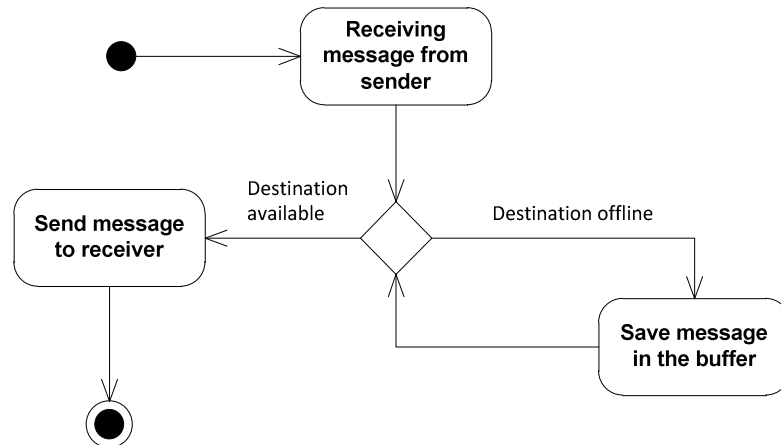 Receiving
message from
sender
Destination
available
Destination offline
Send message
to receiver
Save message
in the buffer